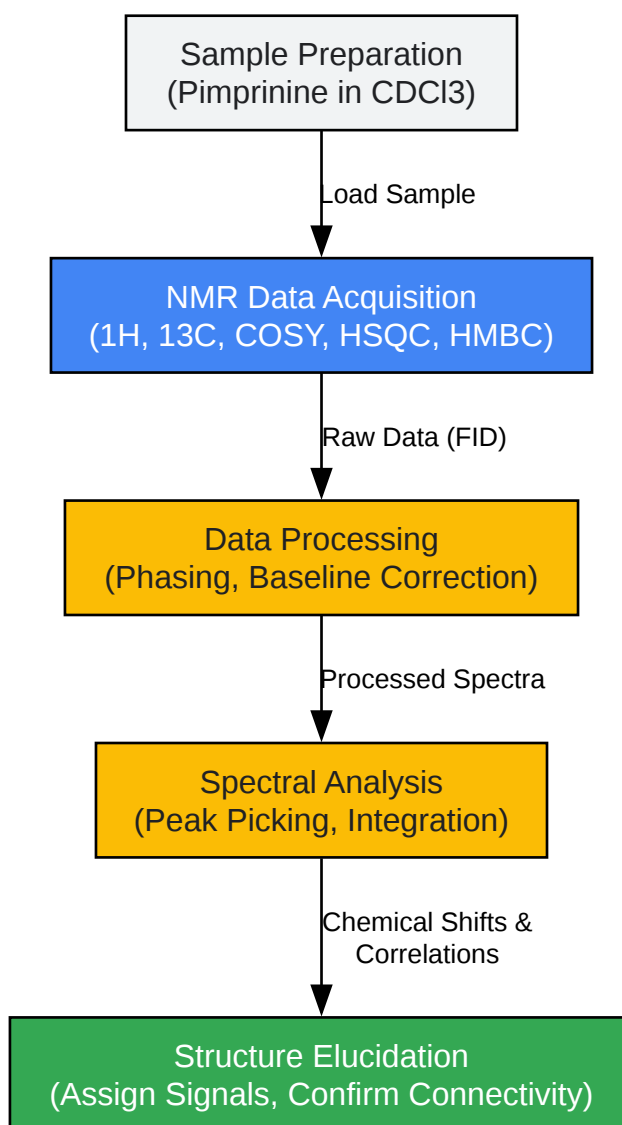 Sample Preparation
(Pimprinine in CDCl3)
Load Sample
NMR Data Acquisition
(1H, 13C, COSY, HSQC, HMBC)
Raw Data (FID)
Data Processing
(Phasing, Baseline Correction)
Processed Spectra
Spectral Analysis
(Peak Picking, Integration)
Chemical Shifts &
Correlations
Structure Elucidation
(Assign Signals, Confirm Connectivity)